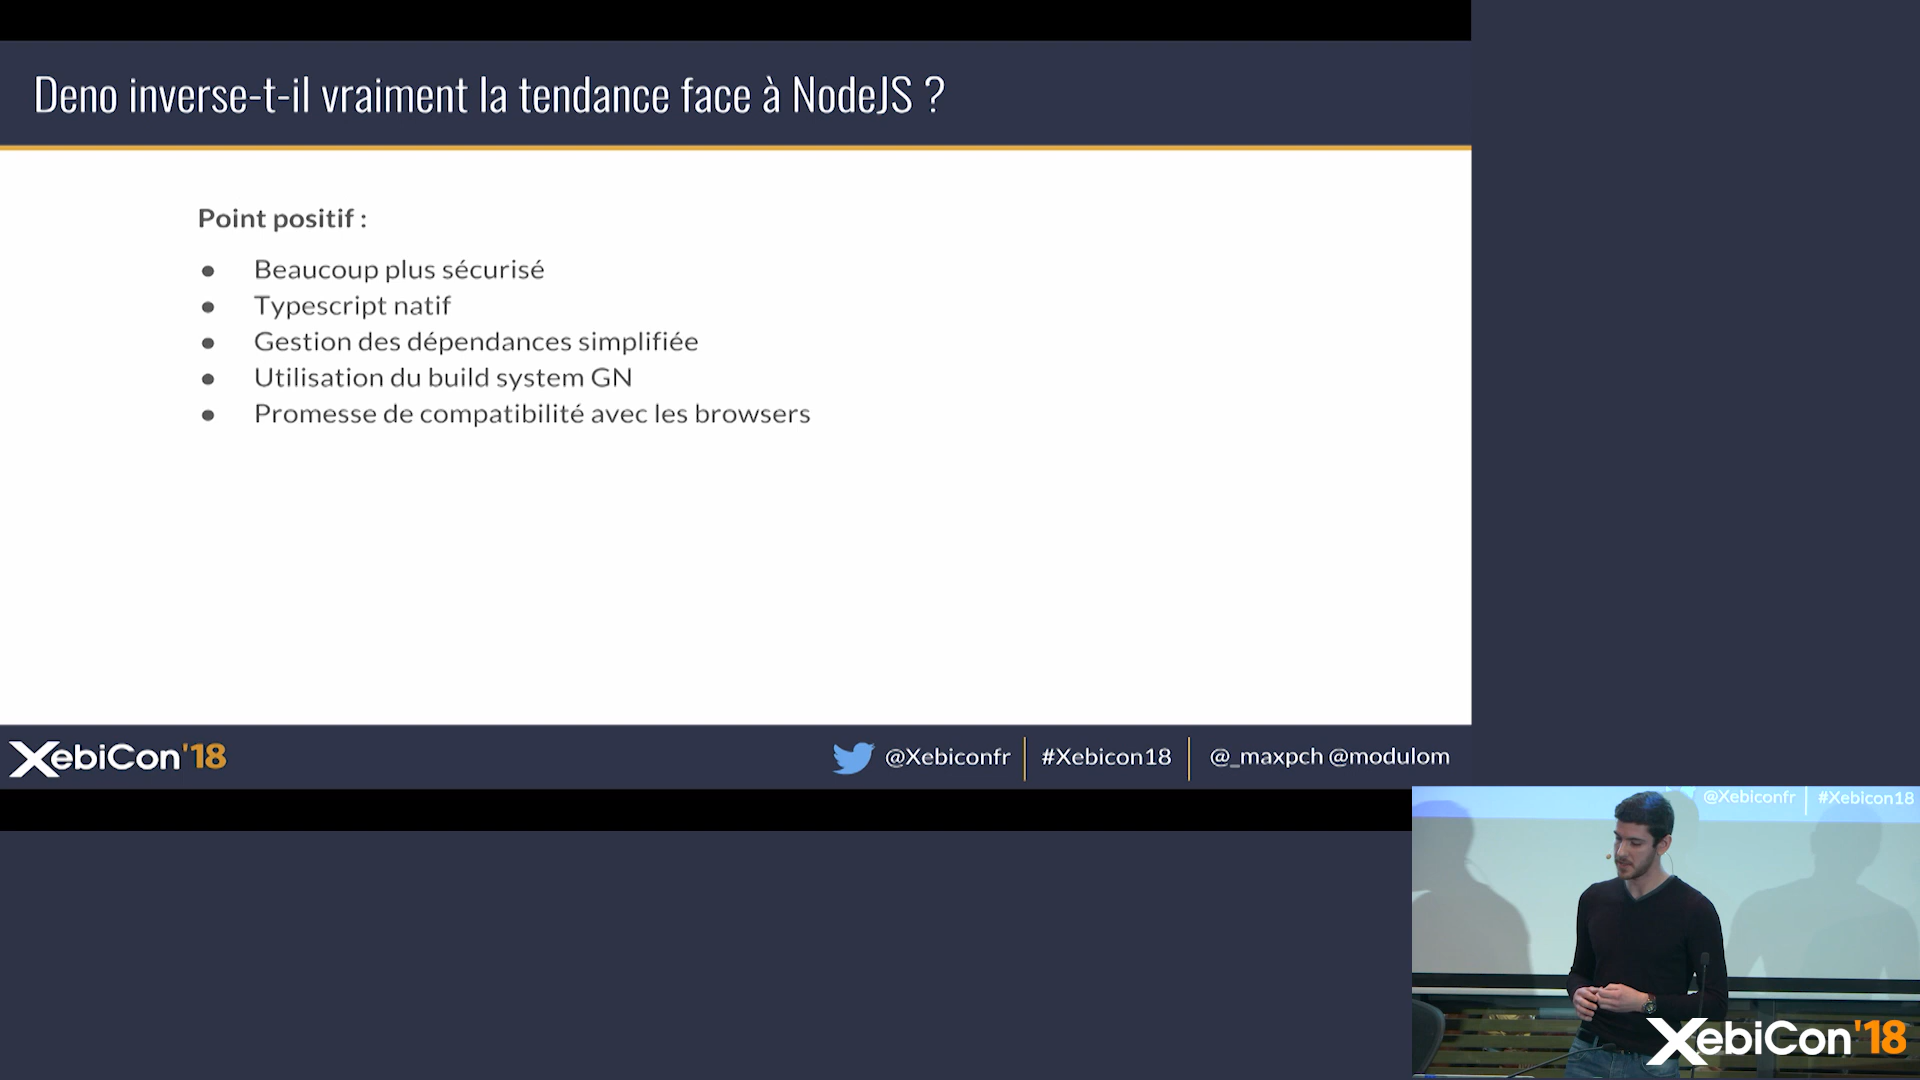 Deno inverse-t-il vraiment la tendance face à NodeJS ?
Point positif :
● Beaucoup plus sécurisé
● Typescript natif
● Gestion des dépendances simplifiée
● Utilisation du build system GN
● Promesse de compatibilité avec les browsers
XebiCon'18
@Xebiconfr
#Xebicon18
@_maxpch @modulom
@Xebiconfr
#Xebicon18
XebiCon'18